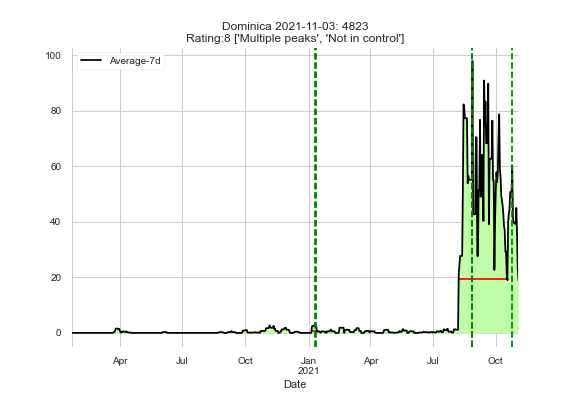 Dominica 2021-11-03: 4823
Rating:8 ['Multiple peaks', 'Not in control']
Average-7d
100
80
60
40
20
0
Apr
Jul
Oct
Jan
2021
Apr
Jul
Oct
Date